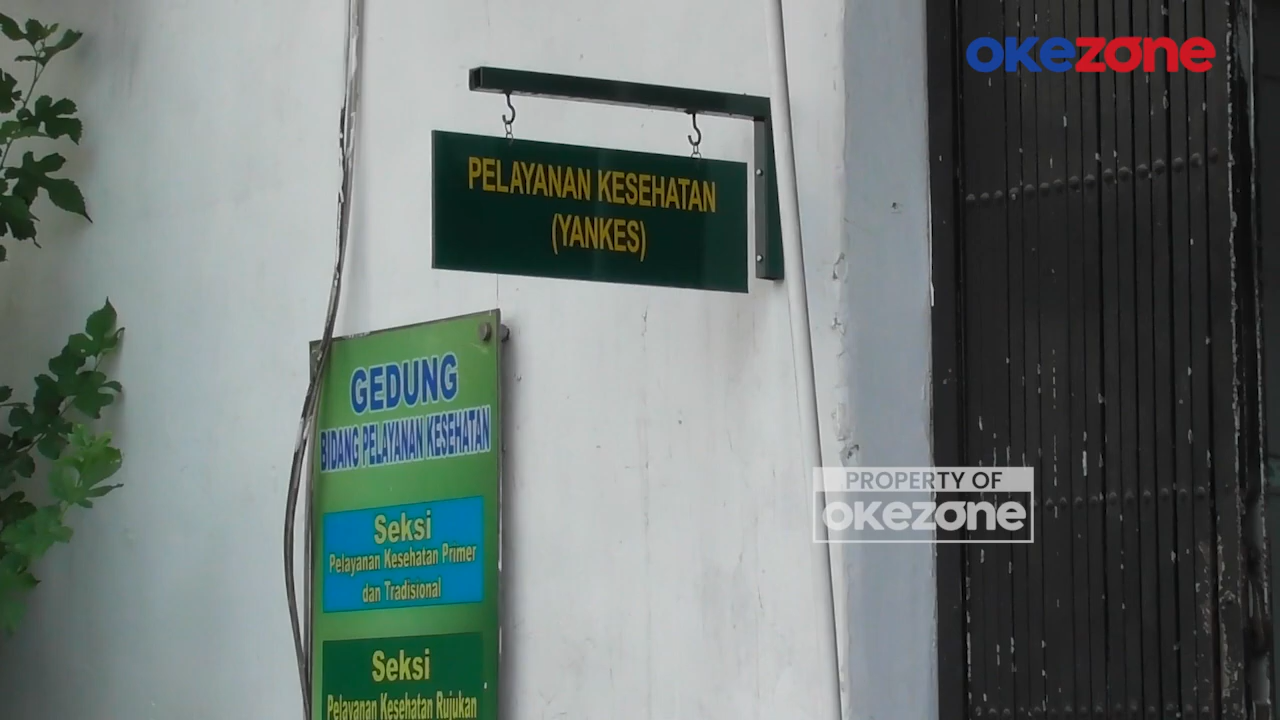 okezone
PELAYANAN KESEHATAN
(YANKES)
GEDUNG
BIDANG PELAYANAN KESEHATAN
Seksi
Pelayanan Kesehatan Primer
dan Tradisional
Seksi
Pelayanan Kesehatan Rujukan
PROPERTY OF
okezone